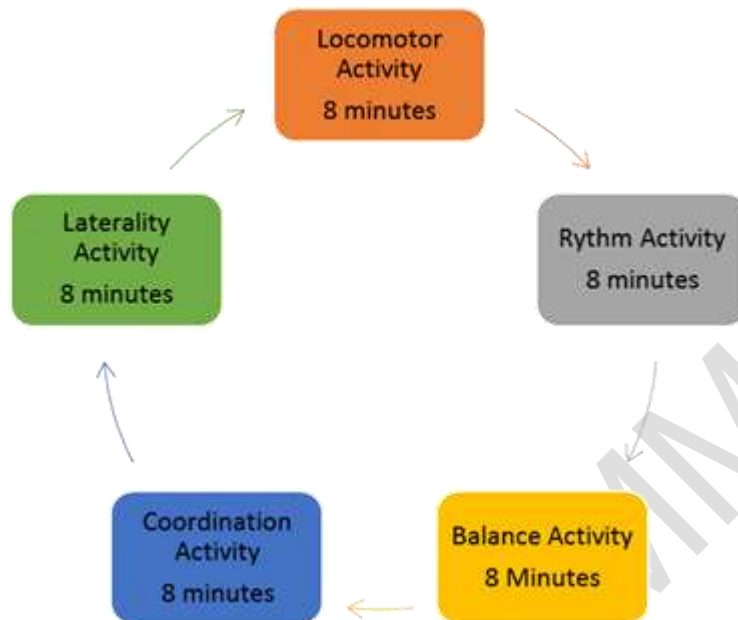 Locomotor
Activity
8 minutes
Rythm Activity
8 minutes
Balance Activity
8 Minutes
Coordination
Activity
8 minutes
Laterality
Activity
8 minutes